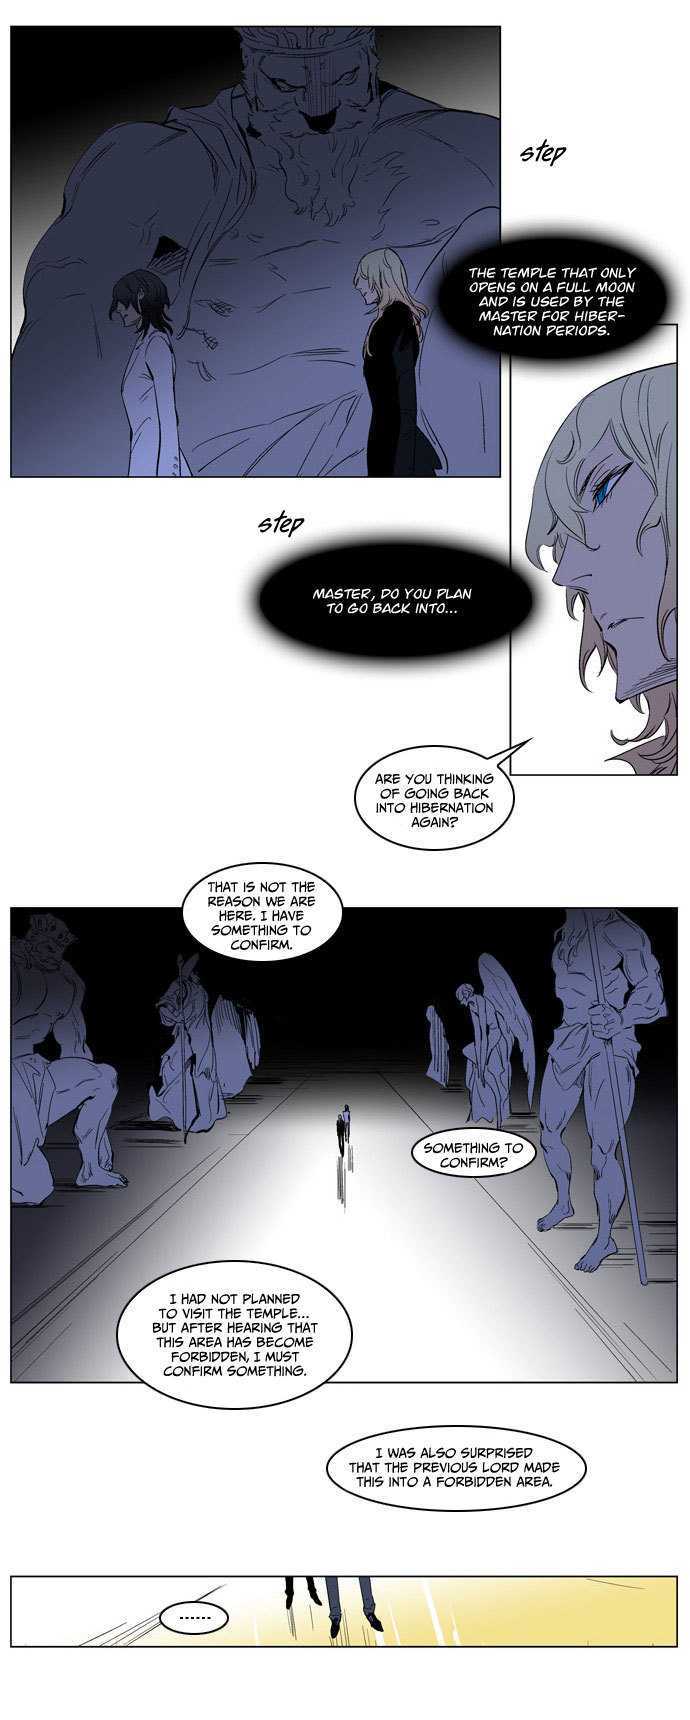 step
THE TEMPLE THAT ONLY
OPENS ON A FULL MOON
AND IS USED BY THE
MASTER FOR HIBER-
NATION PERIODS.
step
MASTER, DO YOU PLAN
TO GO BACK INTO...
ARE YOU THINKING
OF GOING BACK
INTO HIBERNATION
AGAIN?
THAT IS NOT THE
REASON WE ARE
HERE. I HAVE
SOMETHING TO
CONFIRM.
SOMETHING TO
CONFIRM?
I HAD NOT PLANNED
TO VISIT THE TEMPLE...
BUT AFTER HEARING THAT
THIS AREA HAS BECOME
FORBIDDEN, I MUST
CONFIRM SOMETHING.
I WAS ALSO SURPRISED
THAT THE PREVIOUS LORD MADE
THIS INTO A FORBIDDEN AREA.
......